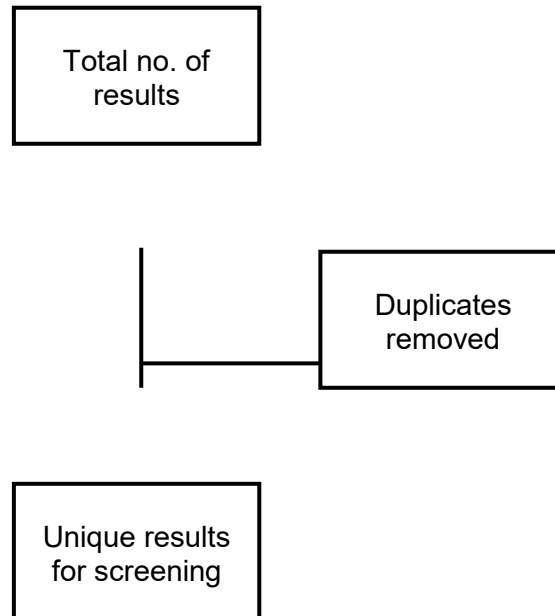 Total no. of
results
Duplicates
removed
Unique results
for screening